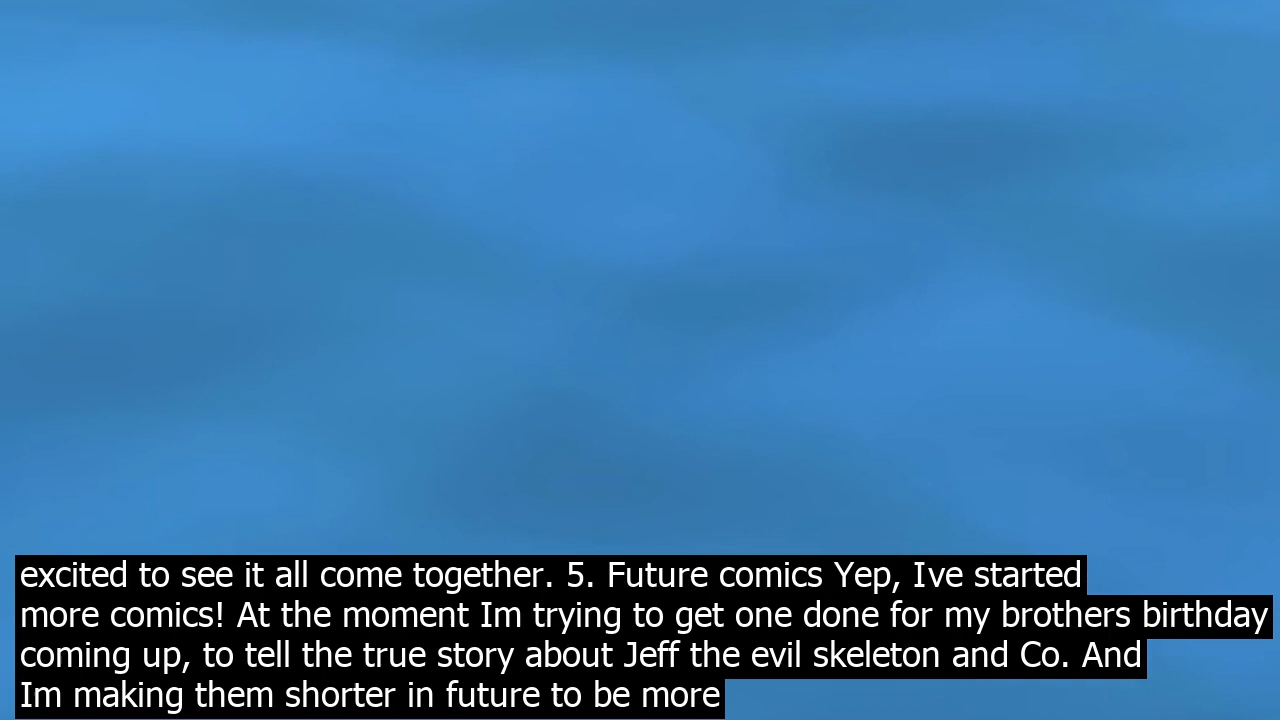 excited to see it all come together. 5. Future comics Yep, Ive started
more comics! At the moment Im trying to get one done for my brothers birthday
coming up, to tell the true story about Jeff the evil skeleton and Co. And
Im making them shorter in future to be more